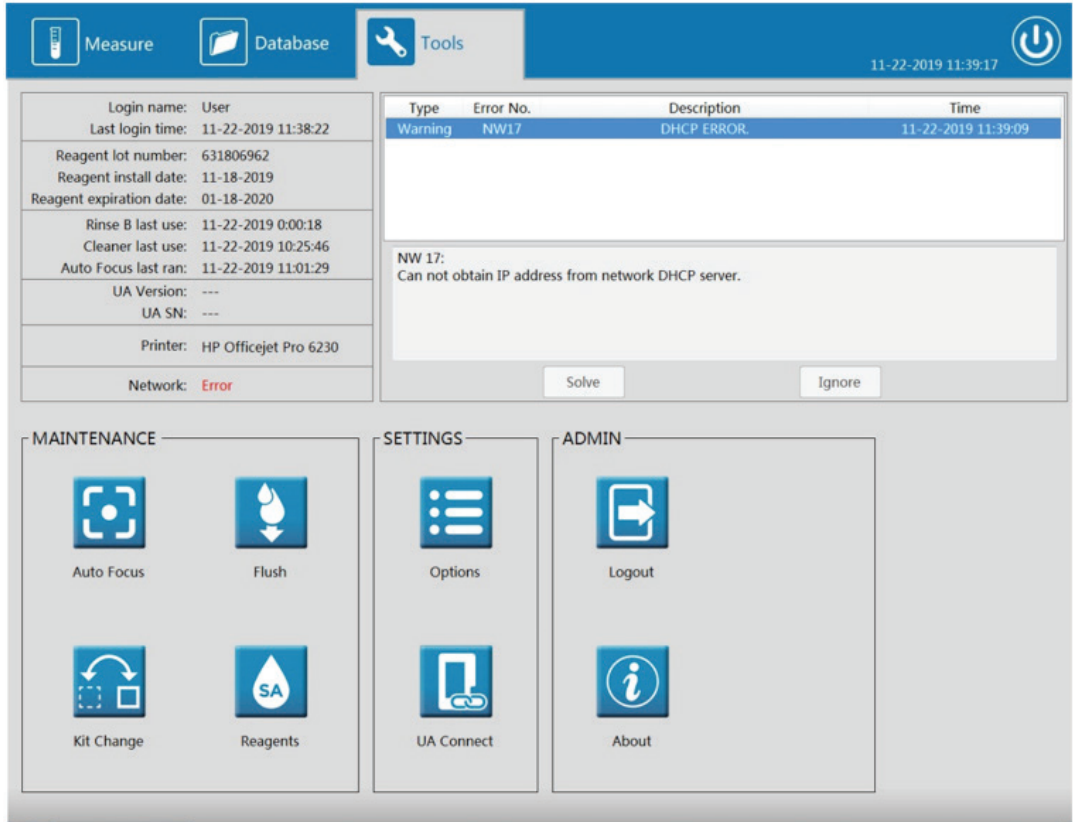 Measure
Database
Tools
11-22-2019 11:39:17
Login name: User
Last login time: 11-22-2019 11:38:22
Reagent lot number: 631806962
Reagent install date: 11-18-2019
Reagent expiration date: 01-18-2020
Rinse B last use: 11-22-2019 0:00:18
Cleaner last use: 11-22-2019 10:25:46
Auto Focus last ran: 11-22-2019 11:01:29
UA Version: ---
UA SN: ---
Printer: HP Officejet Pro 6230
Network: Error
Type Error No. Description Time
Warning NW17 DHCP ERROR. 11-22-2019 11:39:09
NW 17:
Can not obtain IP address from network DHCP server.
Solve Ignore
MAINTENANCE
Auto Focus Flush
SA
Kit Change Reagents
SETTINGS
Options
UA Connect
ADMIN
Logout
About